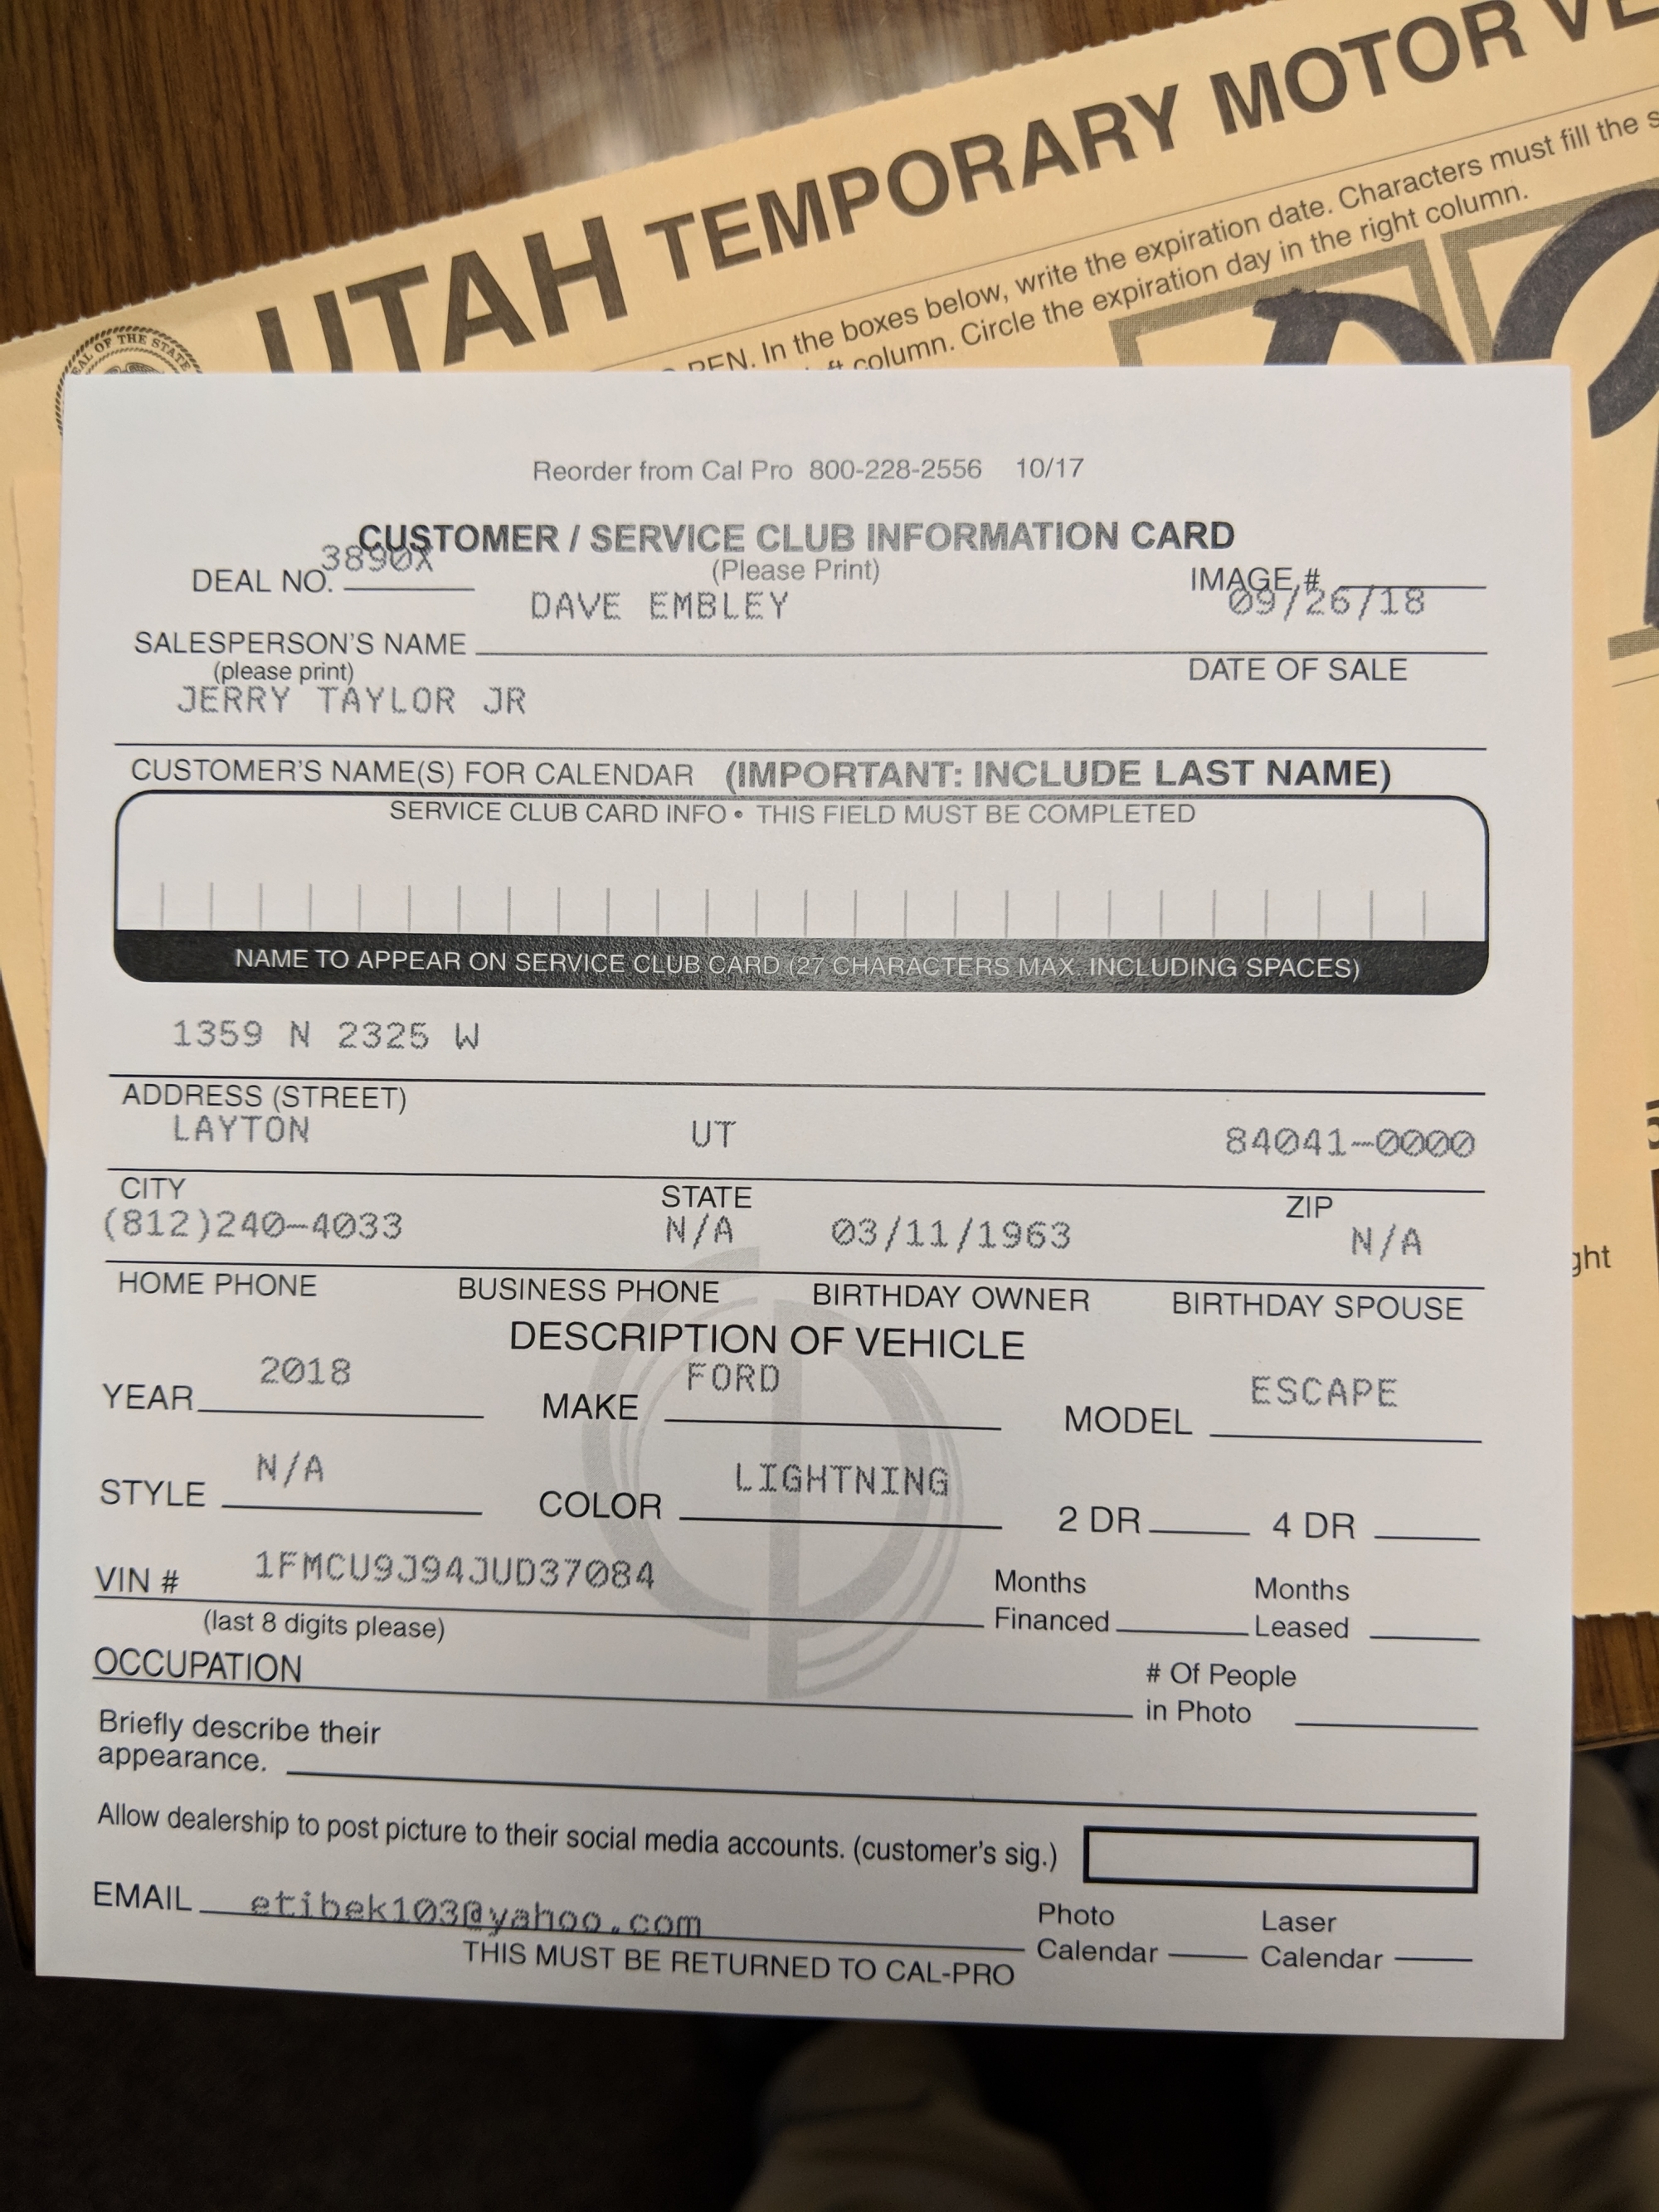 UTAH TEMPORARY MOTOR
PEN. In the boxes below, write the expiration date. Characters must fill the
column. Circle the expiration day in the right column.
SEAL OF THE STATE
Reorder from Cal Pro 800-228-2556 10/17
CUSTOMER / SERVICE CLUB INFORMATION CARD
3890X
DEAL NO. (Please Print) IMAGE #
DAVE EMBLEY 09/26/18
SALESPERSON'S NAME
(please print) DATE OF SALE
JERRY TAYLOR JR
CUSTOMER'S NAME(S) FOR CALENDAR (IMPORTANT: INCLUDE LAST NAME)
SERVICE CLUB CARD INFO • THIS FIELD MUST BE COMPLETED
NAME TO APPEAR ON SERVICE CLUB CARD (27 CHARACTERS MAX. INCLUDING SPACES)
1359 N 2325 W
ADDRESS (STREET)
LAYTON UT 84041-0000
CITY STATE ZIP
(812)240-4033 N/A 03/11/1963 N/A
HOME PHONE BUSINESS PHONE BIRTHDAY OWNER BIRTHDAY SPOUSE
ght
DESCRIPTION OF VEHICLE
2018 FORD ESCAPE
YEAR MAKE MODEL
N/A LIGHTNING
STYLE COLOR 2 DR 4 DR
1FMCU9J94JUD37084
VIN # Months Financed Months Leased
(last 8 digits please)
OCCUPATION # Of People in Photo
Briefly describe their
appearance.
Allow dealership to post picture to their social media accounts. (customer's sig.)
EMAIL etibek103@yahoo.com Photo Calendar Laser Calendar
THIS MUST BE RETURNED TO CAL-PRO